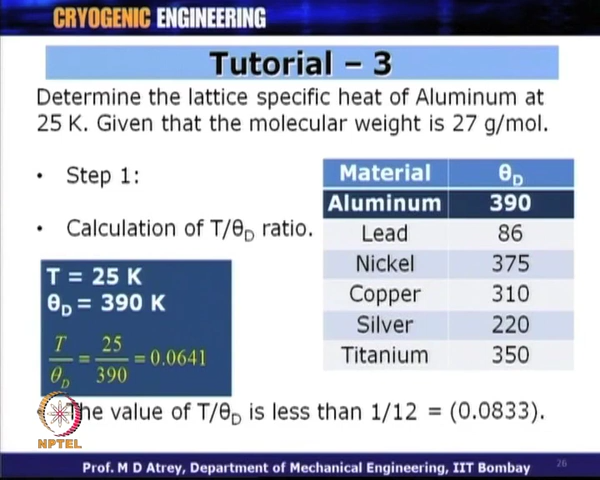 CRYOGENIC ENGINEERING
Tutorial – 3
Determine the lattice specific heat of Aluminum at
25 K. Given that the molecular weight is 27 g/mol.
• Step 1:
• Calculation of T/θD ratio.
T = 25 K
θD = 390 K
T/θD = 25/390 = 0.0641
Material θD
Aluminum 390
Lead 86
Nickel 375
Copper 310
Silver 220
Titanium 350
• The value of T/θD is less than 1/12 = (0.0833).
NPTEL
Prof. M D Atrey, Department of Mechanical Engineering, IIT Bombay
26